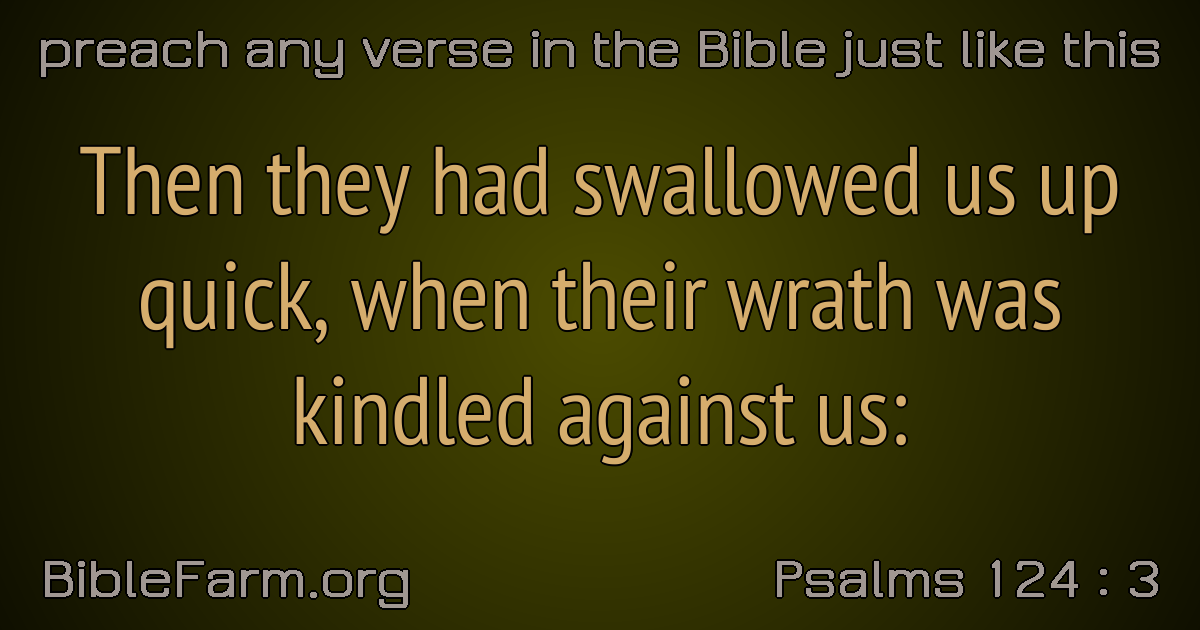 preach any verse in the Bible just like this
Then they had swallowed us up
quick, when their wrath was
kindled against us:
BibleFarm.org
Psalms 124 : 3